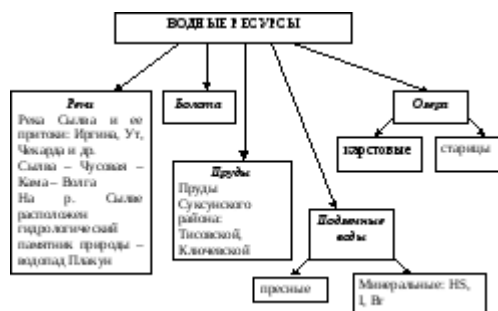 ВОДНЫЕ РЕСУРСЫ
Реки
Река Сылва и ее
притоки: Иргина, Ут,
Чекарда и др.
Сылва – Чусовая –
Кама – Волга
На р. Сылве
расположен
гидрологический
памятник природы –
водопад Плакун
Болота
Пруды
Пруды
Суксунского
района:
Тисовской,
Ключевской
Подземные
воды
пресные
Минеральные: HS,
I, Br
Озера
карстовые
старицы